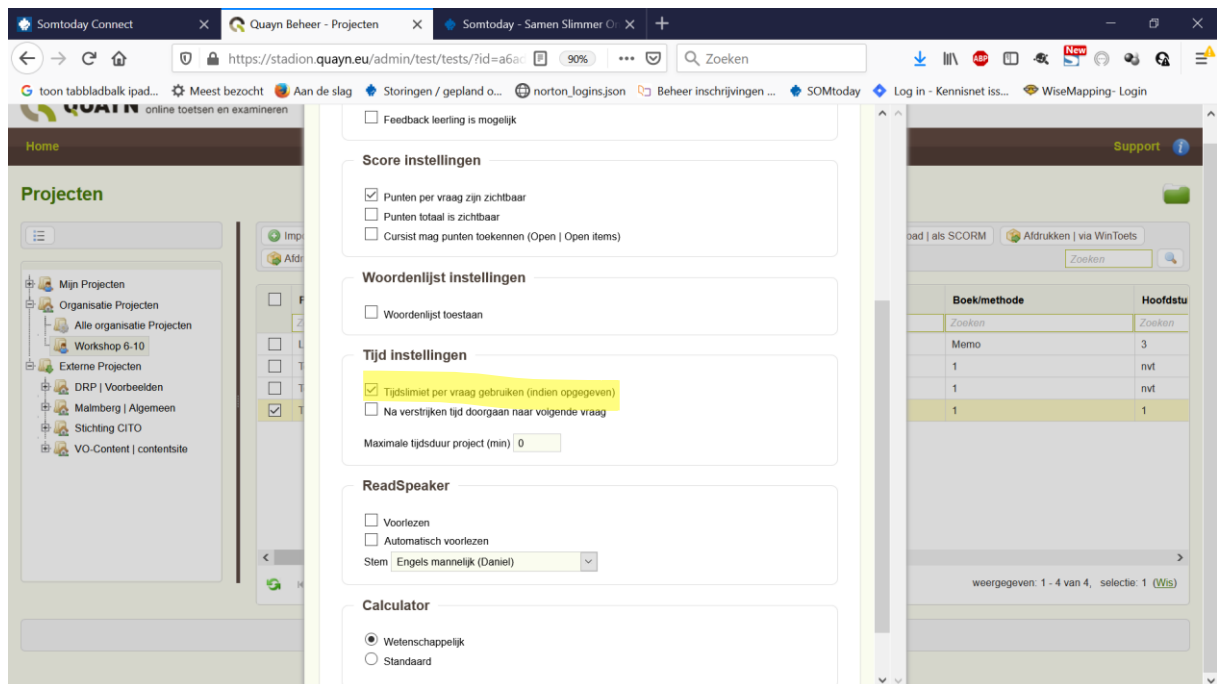 Somtoday Connect
Quayn Beheer - Projecten
Somtoday - Samen Slimmer On
https://stadion.quayn.eu/admin/test/tests/?id=a6ad
90%
Zoeken
New
toon tabbladbalk ipad...
Meest bezocht
Aan de slag
Storingen / gepland o...
norton_logins.json
Beheer inschrijvingen ...
SOMtoday
Log in - Kennisnet iss...
WiseMapping- Login
QUAYN online toetsen en examineren
Home
Support
Projecten
Mijn Projecten
Organisatie Projecten
Alle organisatie Projecten
Workshop 6-10
Externe Projecten
DRP | Voorbeelden
Malmberg | Algemeen
Stichting CITO
VO-Content | contentsite
Impo
Afdr
Feedback leerling is mogelijk
Score instellingen
Punten per vraag zijn zichtbaar
Punten totaal is zichtbaar
Cursist mag punten toekennen (Open | Open items)
Woordenlijst instellingen
Woordenlijst toestaan
Tijd instellingen
Tijdslimiet per vraag gebruiken (indien opgegeven)
Na verstrijken tijd doorgaan naar volgende vraag
Maximale tijdsduur project (min) 0
ReadSpeaker
Voorlezen
Automatisch voorlezen
Stem Engels mannelijk (Daniel)
Calculator
Wetenschappelijk
Standaard
oad | als SCORM
Afdrukken | via WinToets
Zoeken
Boek/methode Hoofdstu
Zoeken Zoeken
Memo 3
1 nvt
1 nvt
1 1
weergegeven: 1 - 4 van 4, selectie: 1 (Wis)